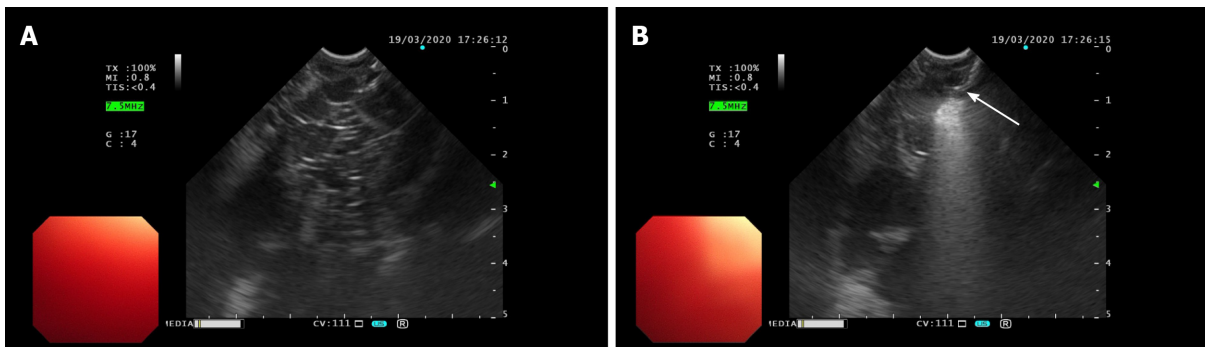 A
19/03/2020 17:26:12
0
TX :100%
MI :0.8
TIS:<0.4
7.5MHz
1
G :17
C : 4
2
3
4
5
MEDIA
CV:111
R
B
19/03/2020 17:26:15
0
TX :100%
MI :0.8
TIS:<0.4
7.5MHz
1
G :17
C : 4
2
3
4
5
MEDIA
CV:111
R